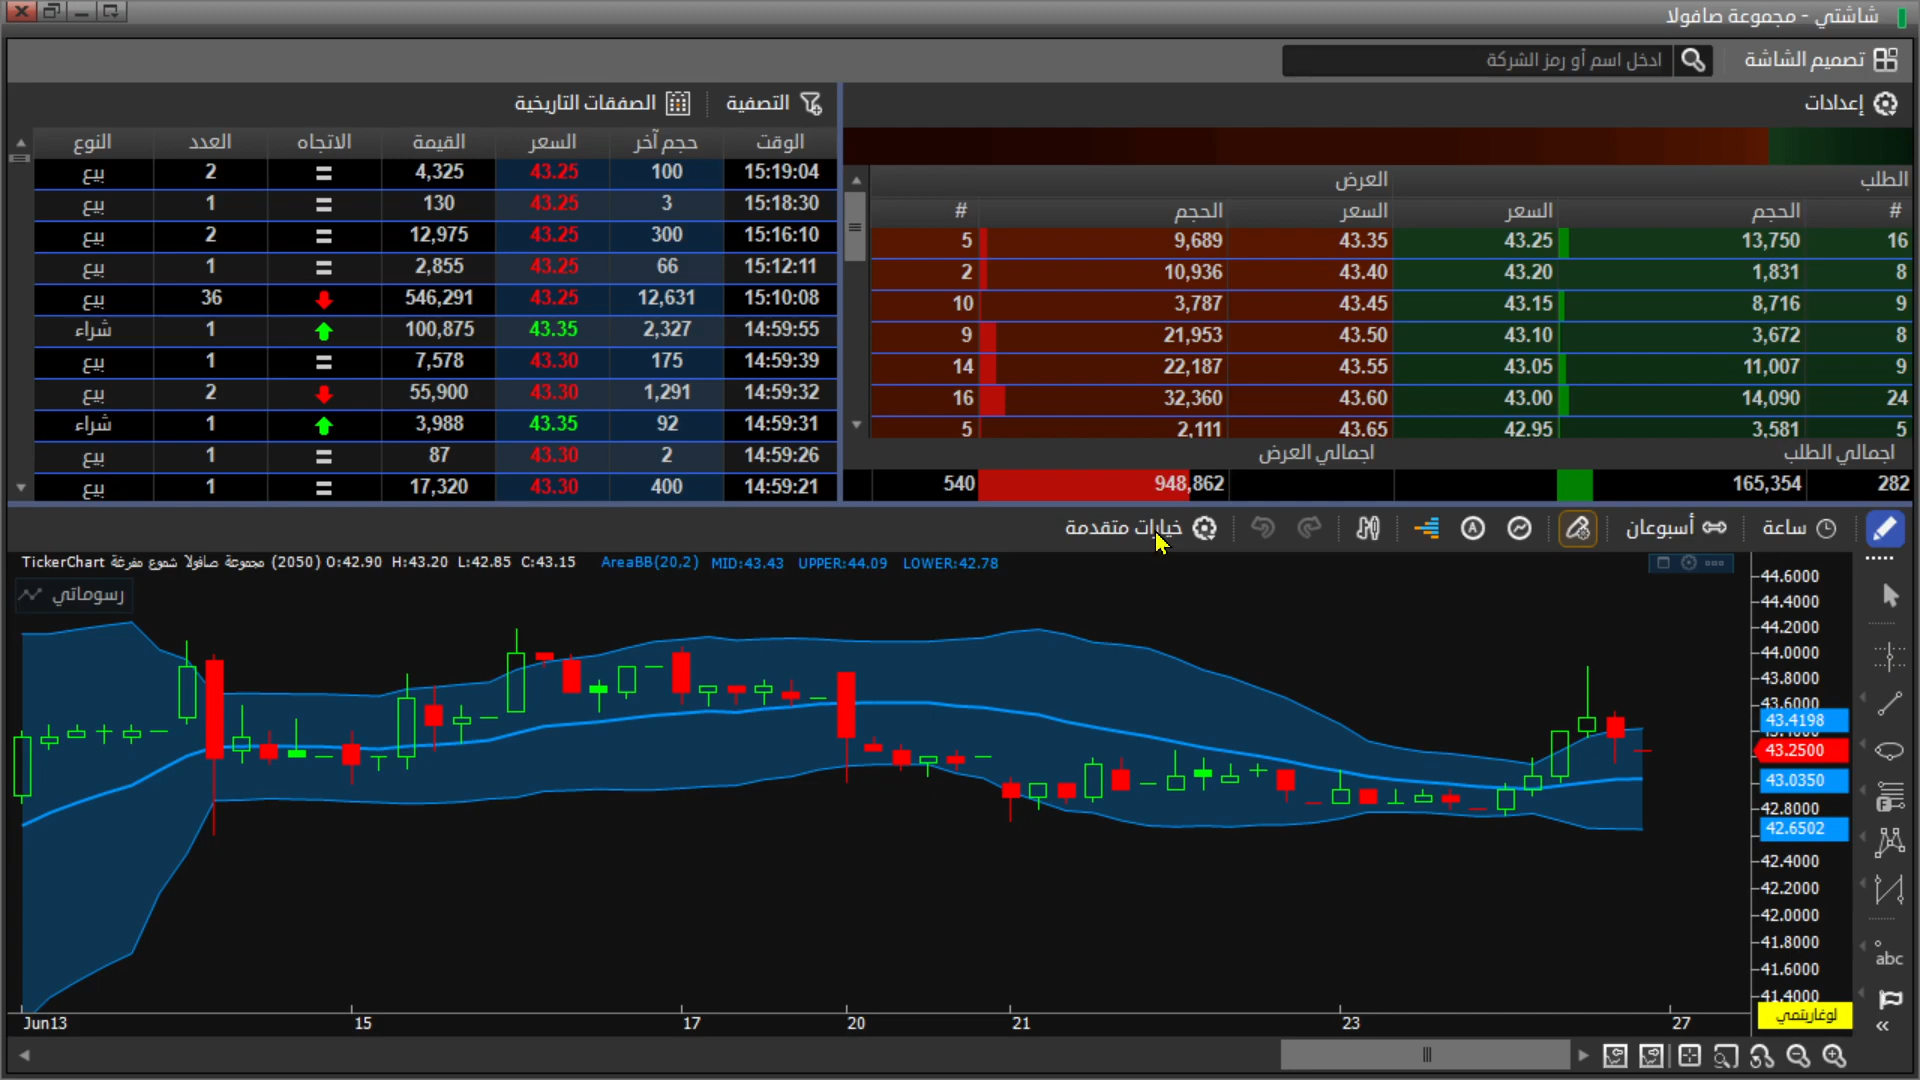 شاشتي - مجموعة صافولا
تصميم الشاشة
ادخل اسم أو رمز الشركة
إعدادات
الطلب العرض
# الحجم السعر السعر الحجم #
16 13,750 43.25 43.35 9,689 5
8 1,831 43.20 43.40 10,936 2
9 8,716 43.15 43.45 3,787 10
8 3,672 43.10 43.50 21,953 9
9 11,007 43.05 43.55 22,187 14
24 14,090 43.00 43.60 32,360 16
5 3,581 42.95 43.65 2,111 5
اجمالي الطلب اجمالي العرض
282 165,354 948,862 540
التصفية الصفقات التاريخية
الوقت حجم آخر السعر القيمة الاتجاه العدد النوع
15:19:04 100 43.25 4,325 2 بيع
15:18:30 3 43.25 130 1 بيع
15:16:10 300 43.25 12,975 2 بيع
15:12:11 66 43.25 2,855 1 بيع
15:10:08 12,631 43.25 546,291 36 بيع
14:59:55 2,327 43.35 100,875 1 شراء
14:59:39 175 43.30 7,578 1 بيع
14:59:32 1,291 43.30 55,900 2 بيع
14:59:31 92 43.35 3,988 1 شراء
14:59:26 2 43.30 87 1 بيع
14:59:21 400 43.30 17,320 1 بيع
ساعة أسبوعان خيارات متقدمة
TickerChart مجموعة صافولا شموع مفرغة (2050) O:42.90 H:43.20 L:42.85 C:43.15 AreaBB(20,2) MID:43.43 UPPER:44.09 LOWER:42.78
رسوماتي
44.6000
44.4000
44.2000
44.0000
43.8000
43.6000
43.4198
43.4000
43.2500
43.0350
42.8000
42.6502
42.4000
42.2000
42.0000
41.8000
41.6000
41.4000
لوغاريتمي
abc
Jun13 15 17 20 21 23 27